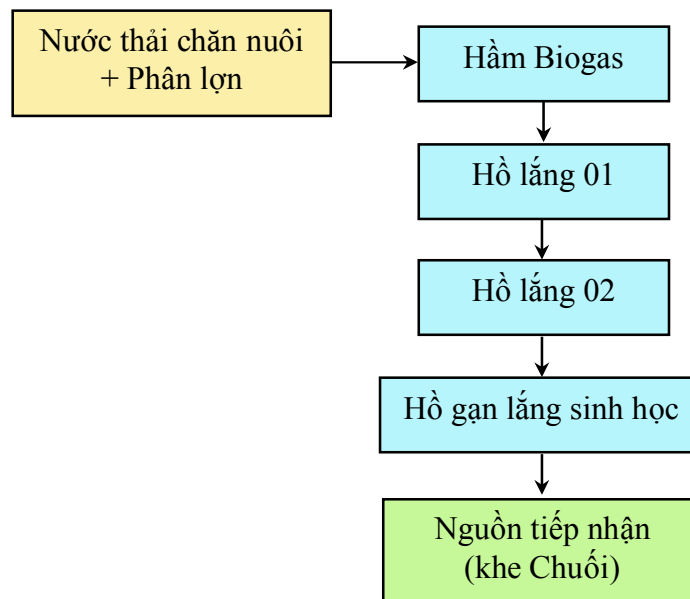 Nước thải chăn nuôi
+ Phân lợn
Hầm Biogas
Hồ lắng 01
Hồ lắng 02
Hồ gạn lắng sinh học
Nguồn tiếp nhận
(khe Chuối)